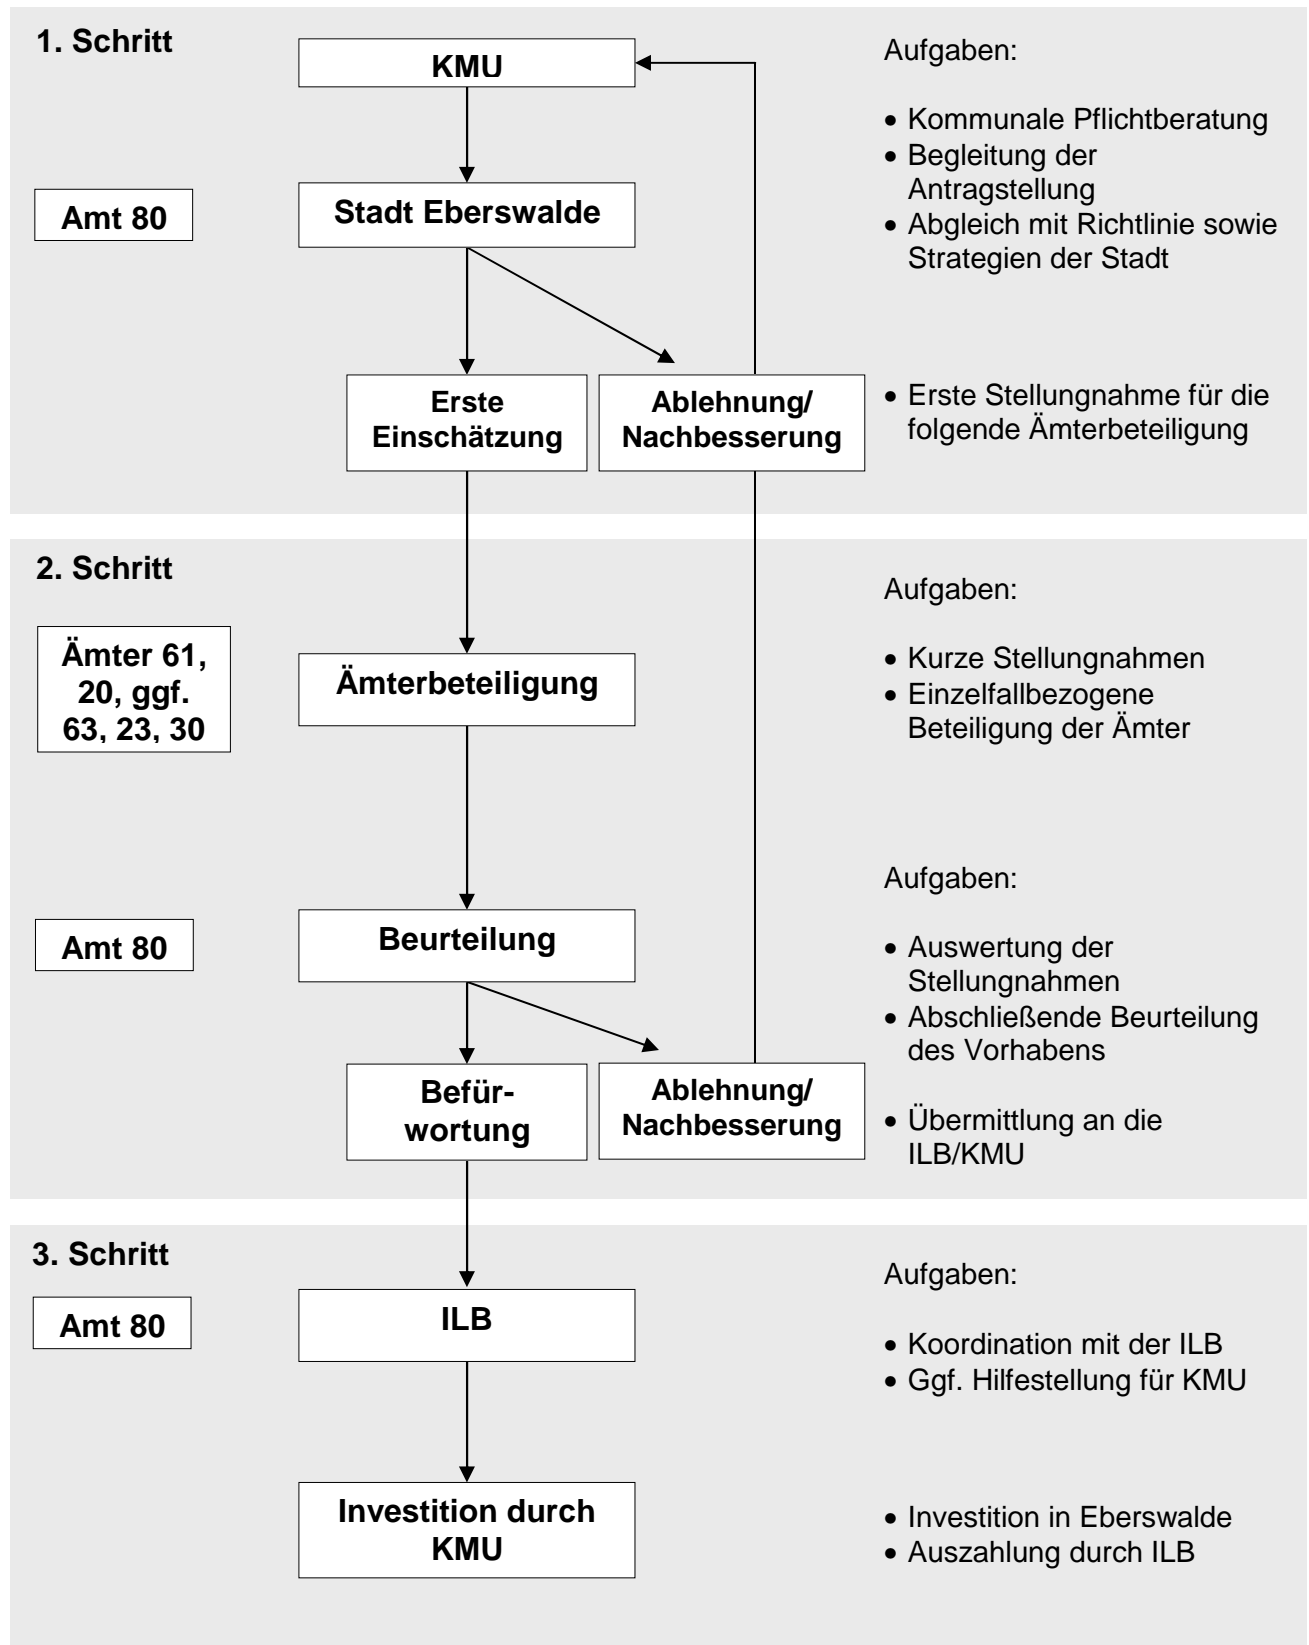 1. Schritt
KMU
Aufgaben:
• Kommunale Pflichtberatung
• Begleitung der
Antragstellung
• Abgleich mit Richtlinie sowie
Strategien der Stadt
Amt 80
Stadt Eberswalde
Erste
Einschätzung
Ablehnung/
Nachbesserung
• Erste Stellungnahme für die
folgende Ämterbeteiligung
2. Schritt
Aufgaben:
Ämter 61,
20, ggf.
63, 23, 30
Ämterbeteiligung
• Kurze Stellungnahmen
• Einzelfallbezogene
Beteiligung der Ämter
Aufgaben:
Amt 80
Beurteilung
• Auswertung der
Stellungnahmen
• Abschließende Beurteilung
des Vorhabens
Befür-
wortung
Ablehnung/
Nachbesserung
• Übermittlung an die
ILB/KMU
3. Schritt
Aufgaben:
Amt 80
ILB
• Koordination mit der ILB
• Ggf. Hilfestellung für KMU
Investition durch
KMU
• Investition in Eberswalde
• Auszahlung durch ILB